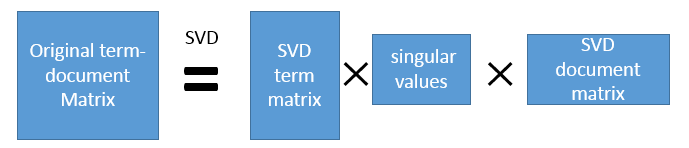 Original term-
document
Matrix
SVD
=
SVD
term
matrix
×
singular
values
×
SVD
document
matrix